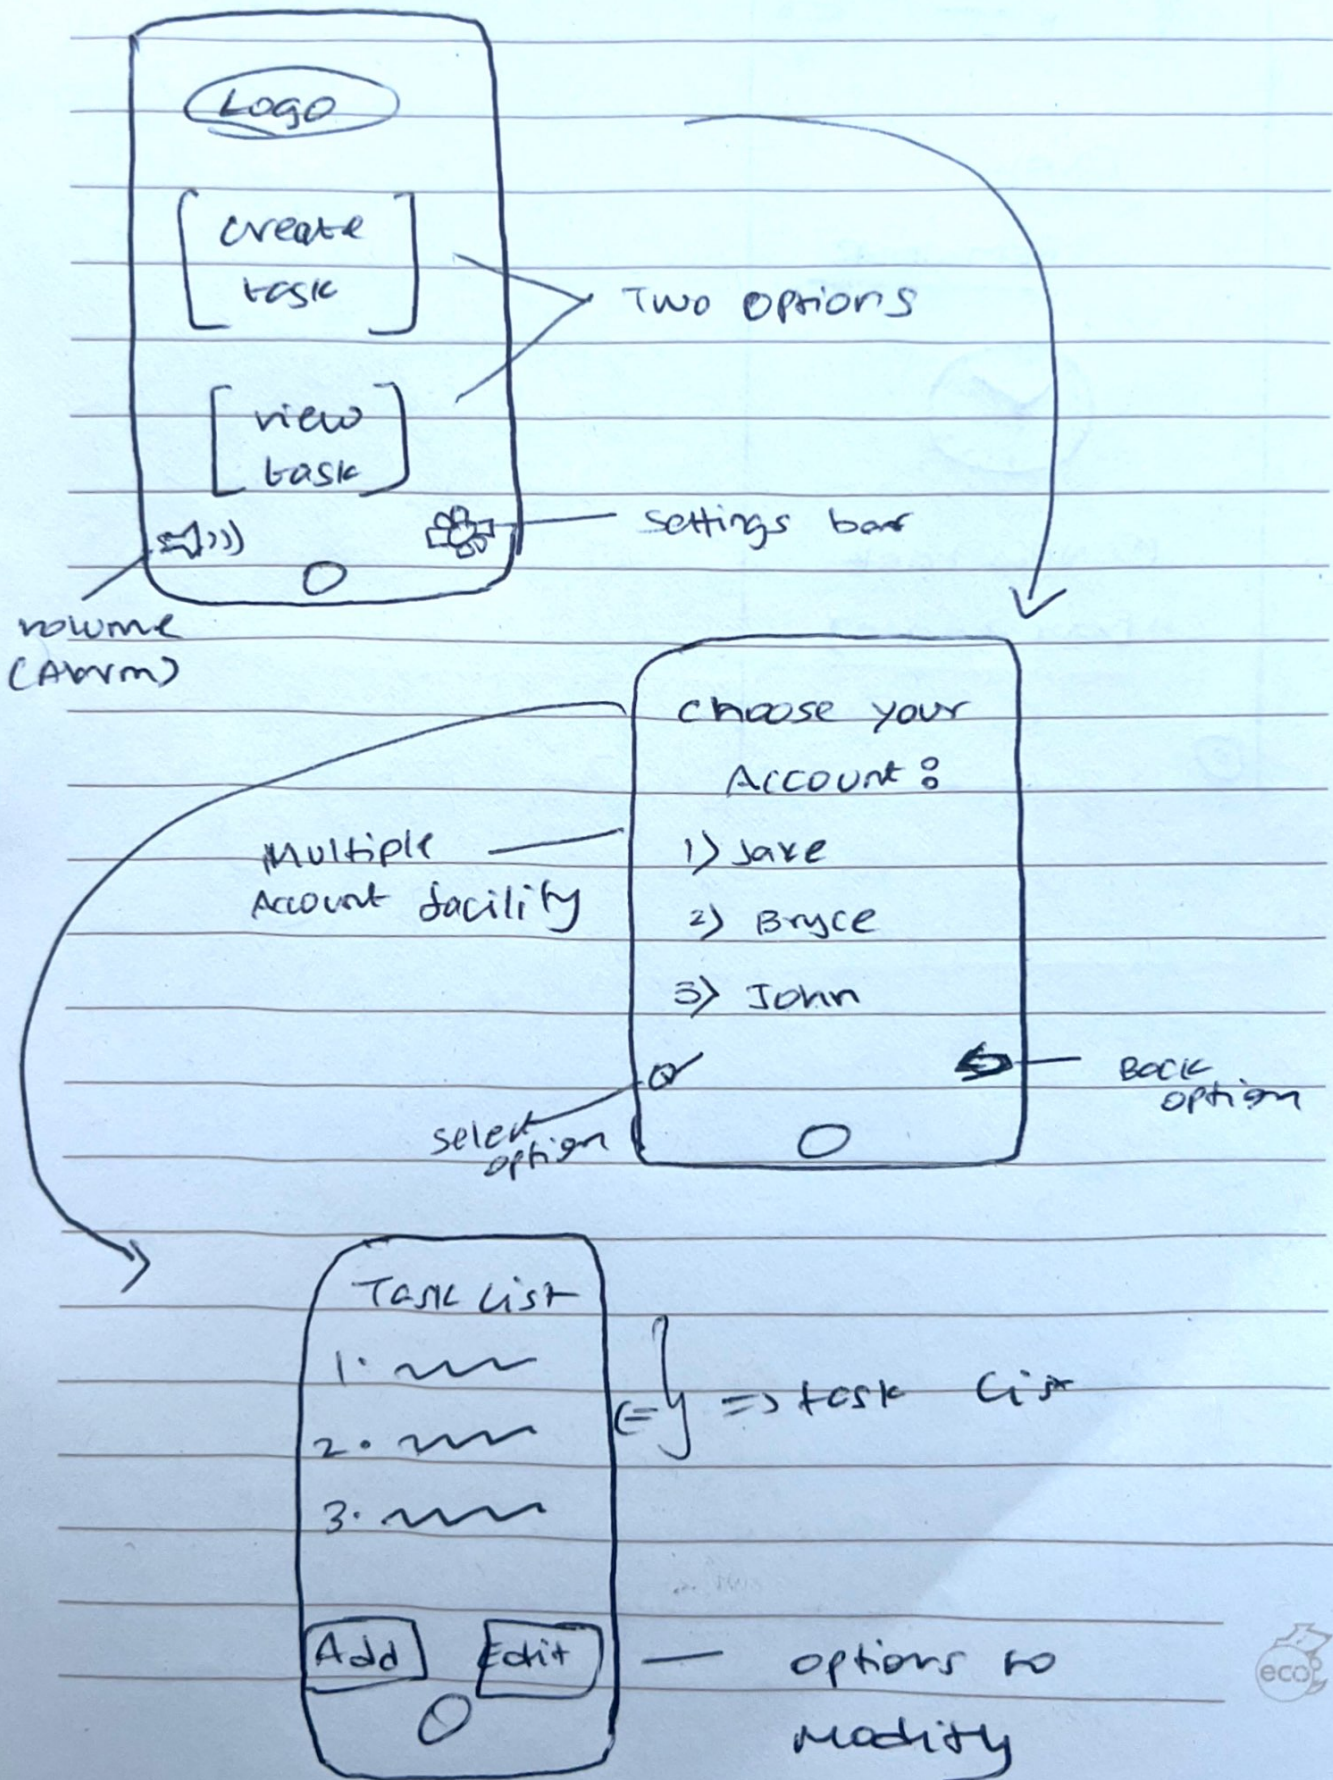 Logo
create
task
Two options
view
task
settings bar
volume
(Alarm)
choose your
Account:
Multiple
Account facility
1) Jake
2) Bryce
3) John
Back
option
select
option
Task List
1.
2.
3.
=> task list
Add
Edit
options to
modify
eco